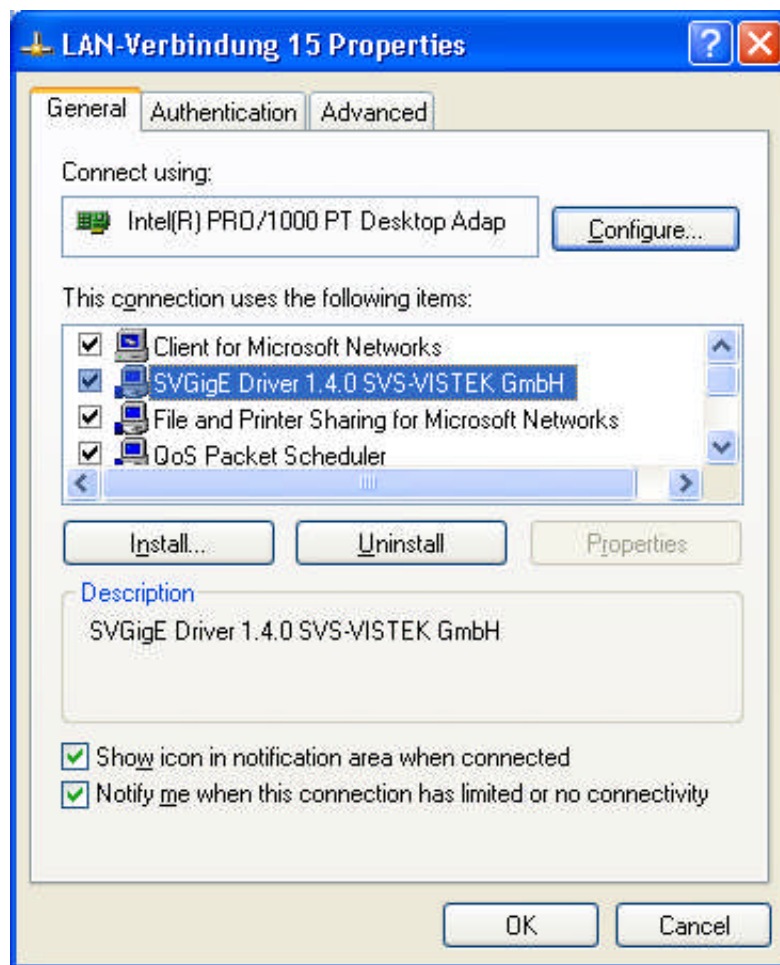 LAN-Verbindung 15 Properties
General Authentication Advanced
Connect using:
Intel(R) PRO/1000 PT Desktop Adap
Configure...
This connection uses the following items:
Client for Microsoft Networks
SVGigE Driver 1.4.0 SVS-VISTEK GmbH
File and Printer Sharing for Microsoft Networks
QoS Packet Scheduler
Install... Uninstall Properties
Description
SVGigE Driver 1.4.0 SVS-VISTEK GmbH
Show icon in notification area when connected
Notify me when this connection has limited or no connectivity
OK Cancel